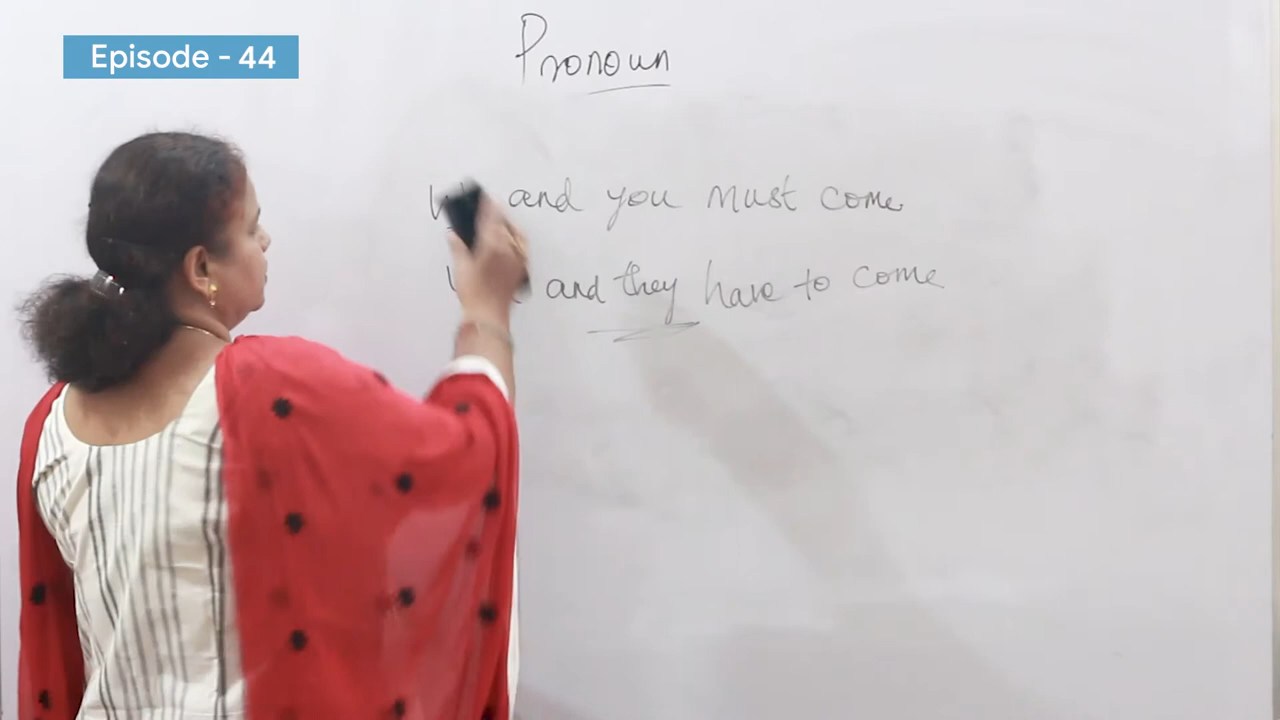 Episode - 44
Pronoun
and you must come
and they have to come